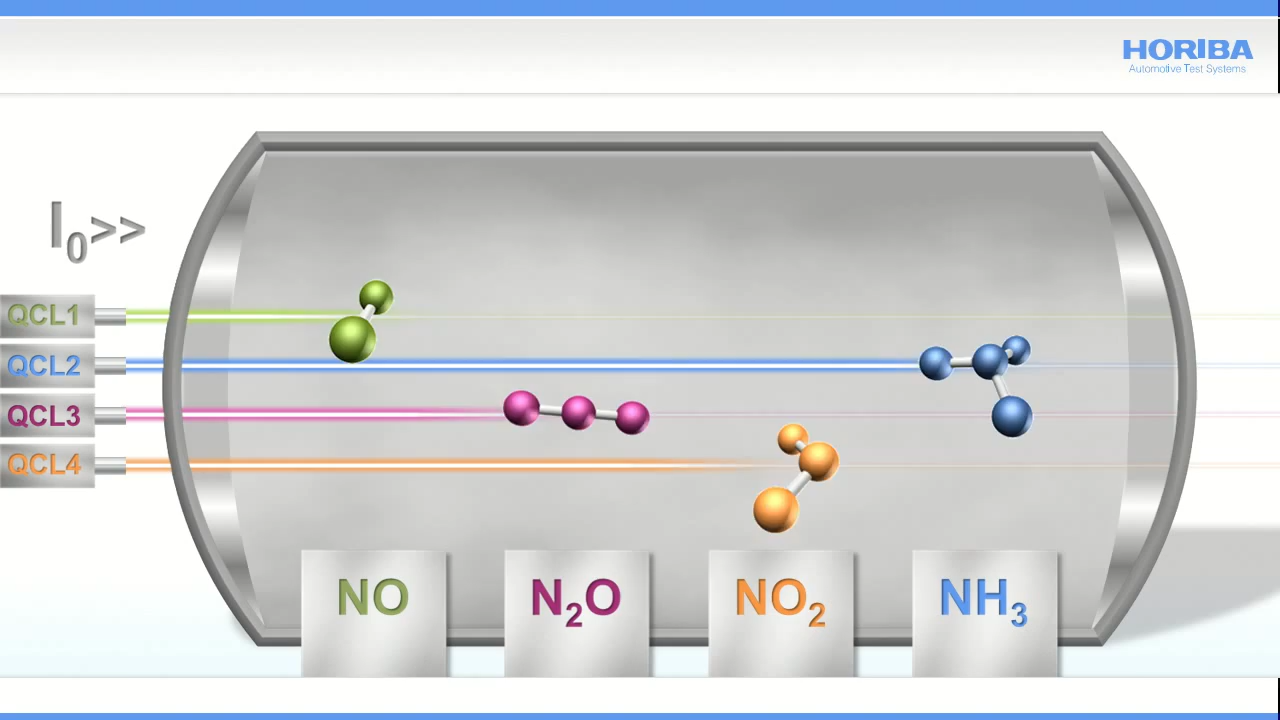 HORIBA
Automotive Test Systems
I₀>>
QCL1
QCL2
QCL3
QCL4
NO
N₂O
NO₂
NH₃